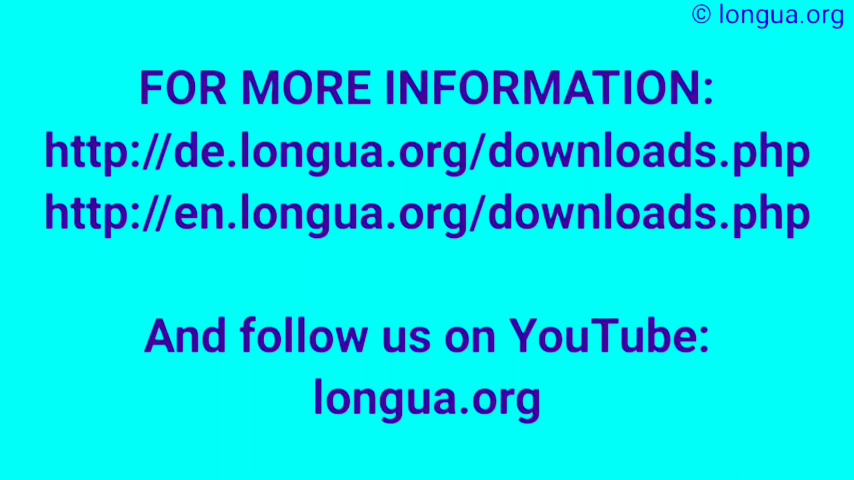 © longua.org
FOR MORE INFORMATION:
http://de.longua.org/downloads.php
http://en.longua.org/downloads.php
And follow us on YouTube:
longua.org